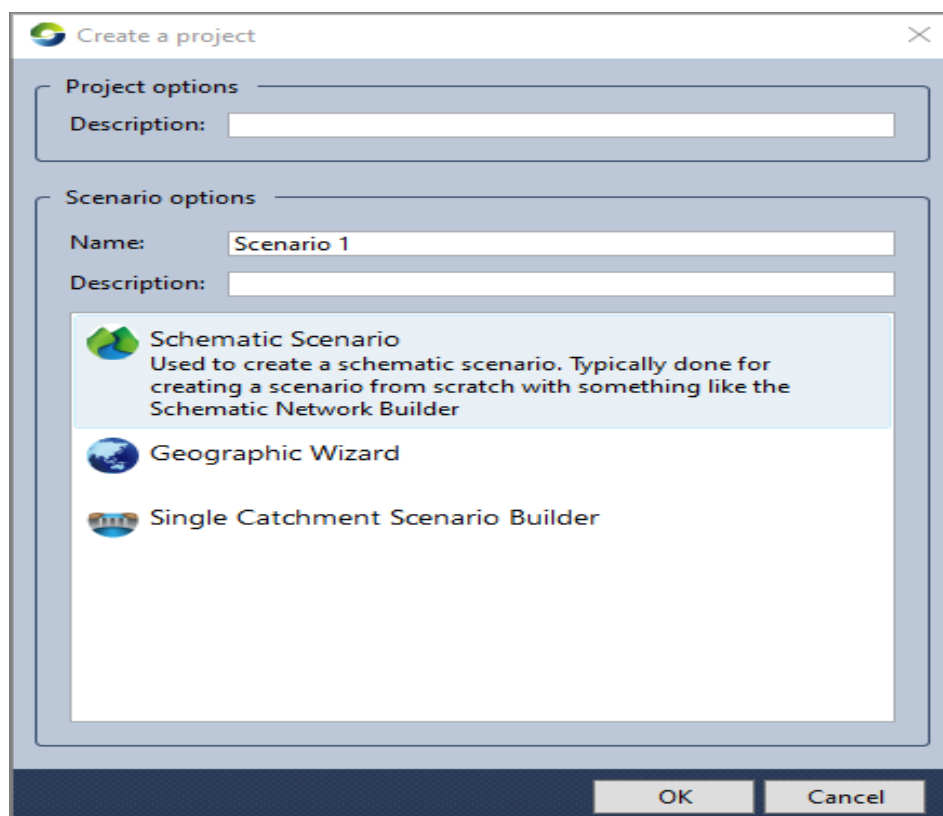 Create a project
Project options
Description:
Scenario options
Name: Scenario 1
Description:
Schematic Scenario
Used to create a schematic scenario. Typically done for
creating a scenario from scratch with something like the
Schematic Network Builder
Geographic Wizard
Single Catchment Scenario Builder
OK Cancel